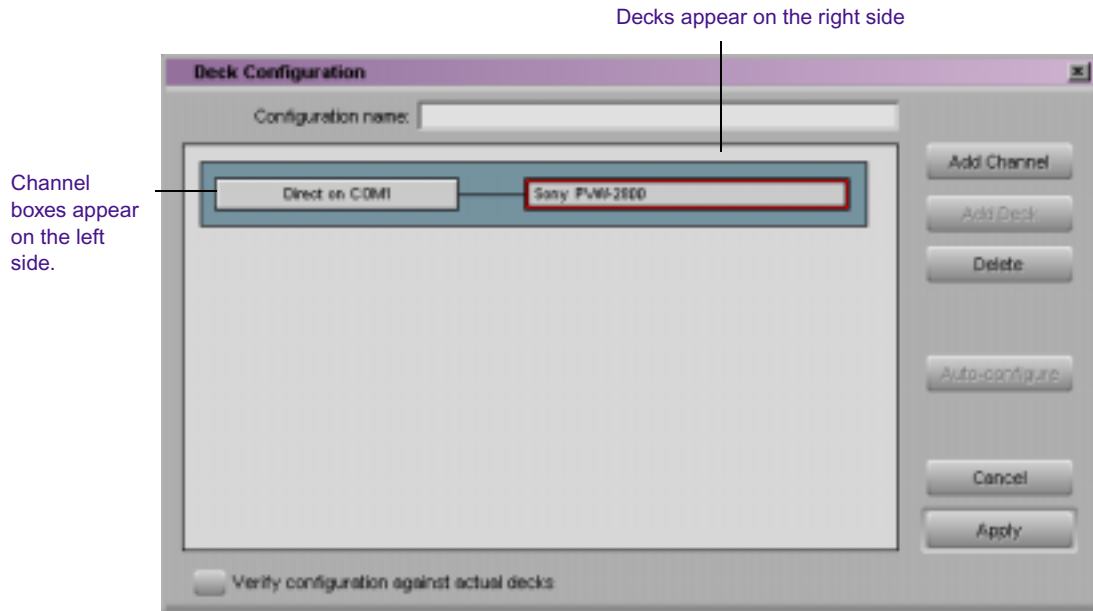 Decks appear on the right side
Deck Configuration
Configuration name:
Add Channel
Channel
boxes appear
on the left
side.
Direct on COM1
Sony PVW-2800
Add Deck
Delete
Auto-configure
Cancel
Apply
Verify configuration against actual decks